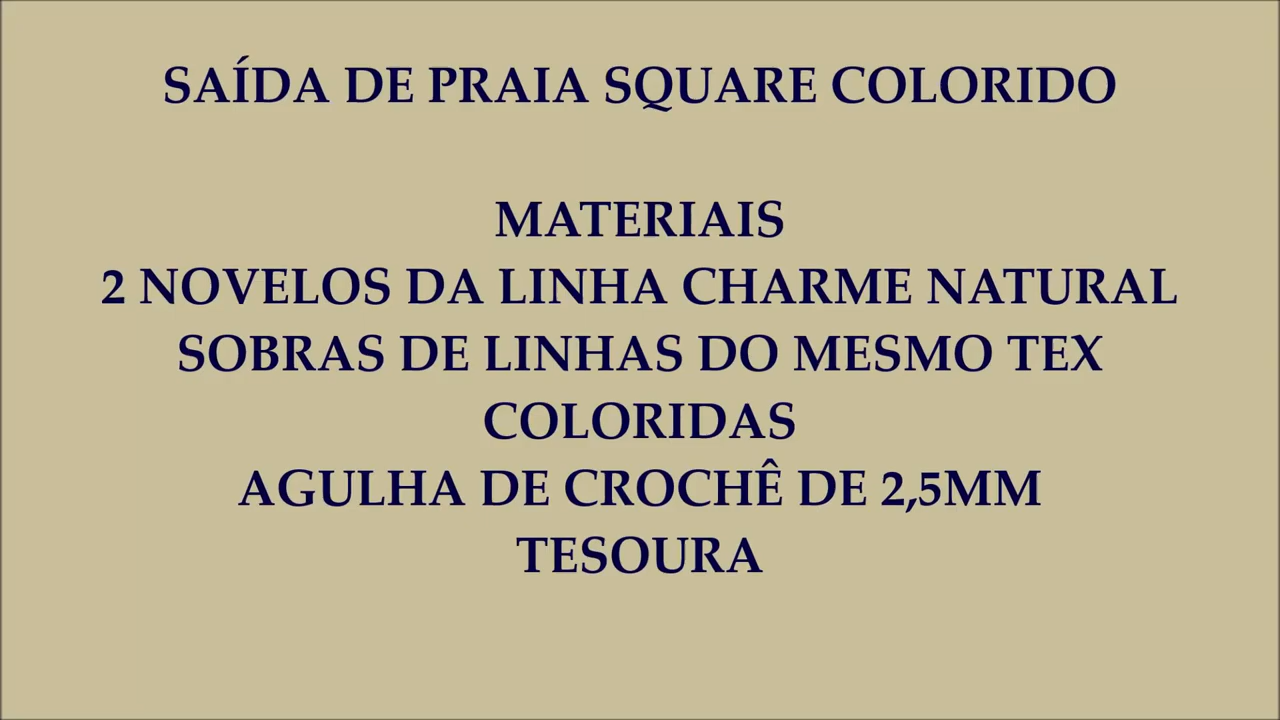 SAÍDA DE PRAIA SQUARE COLORIDO
MATERIAIS
2 NOVELOS DA LINHA CHARME NATURAL
SOBRAS DE LINHAS DO MESMO TEX
COLORIDAS
AGULHA DE CROCHÊ DE 2,5MM
TESOURA